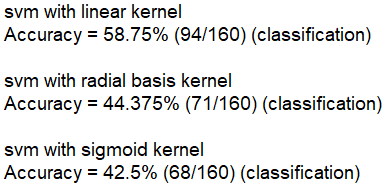 svm with linear kernel
Accuracy = 58.75% (94/160) (classification)
svm with radial basis kernel
Accuracy = 44.375% (71/160) (classification)
svm with sigmoid kernel
Accuracy = 42.5% (68/160) (classification)